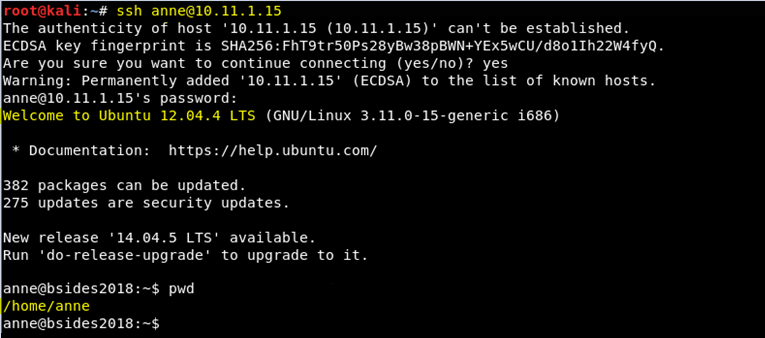 root@kali:~# ssh anne@10.11.1.15
The authenticity of host '10.11.1.15 (10.11.1.15)' can't be established.
ECDSA key fingerprint is SHA256:FhT9tr50Ps28yBw38pBWN+YEx5wCU/d8o1Ih22W4fyQ.
Are you sure you want to continue connecting (yes/no)? yes
Warning: Permanently added '10.11.1.15' (ECDSA) to the list of known hosts.
anne@10.11.1.15's password:
Welcome to Ubuntu 12.04.4 LTS (GNU/Linux 3.11.0-15-generic i686)
* Documentation:  https://help.ubuntu.com/
382 packages can be updated.
275 updates are security updates.
New release '14.04.5 LTS' available.
Run 'do-release-upgrade' to upgrade to it.
anne@bsides2018:~$ pwd
/home/anne
anne@bsides2018:~$